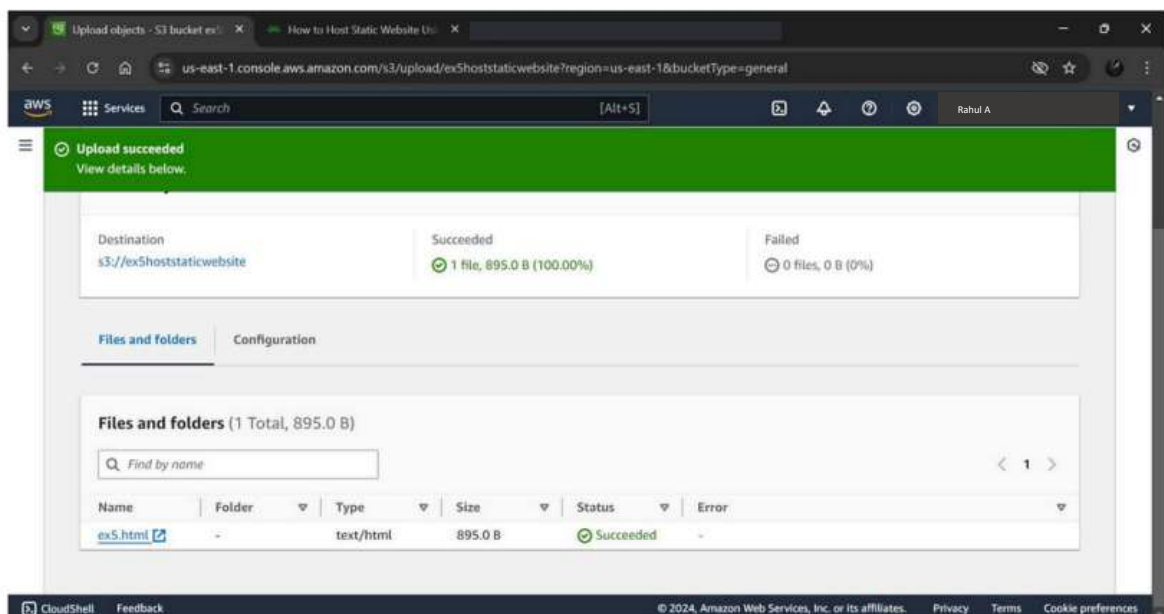 Upload objects - S3 bucket ex5
How to Host Static Website Us
us-east-1.console.aws.amazon.com/s3/upload/ex5hoststaticwebsite?region=us-east-1&bucketType=general
aws Services Search [Alt+S] Rahul A
Upload succeeded
View details below.
Destination Succeeded Failed
s3://ex5hoststaticwebsite 1 file, 895.0 B (100.00%) 0 files, 0 B (0%)
Files and folders Configuration
Files and folders (1 Total, 895.0 B)
Find by name 1
Name Folder Type Size Status Error
ex5.html - text/html 895.0 B Succeeded -
CloudShell Feedback © 2024, Amazon Web Services, Inc. or its affiliates. Privacy Terms Cookie preferences